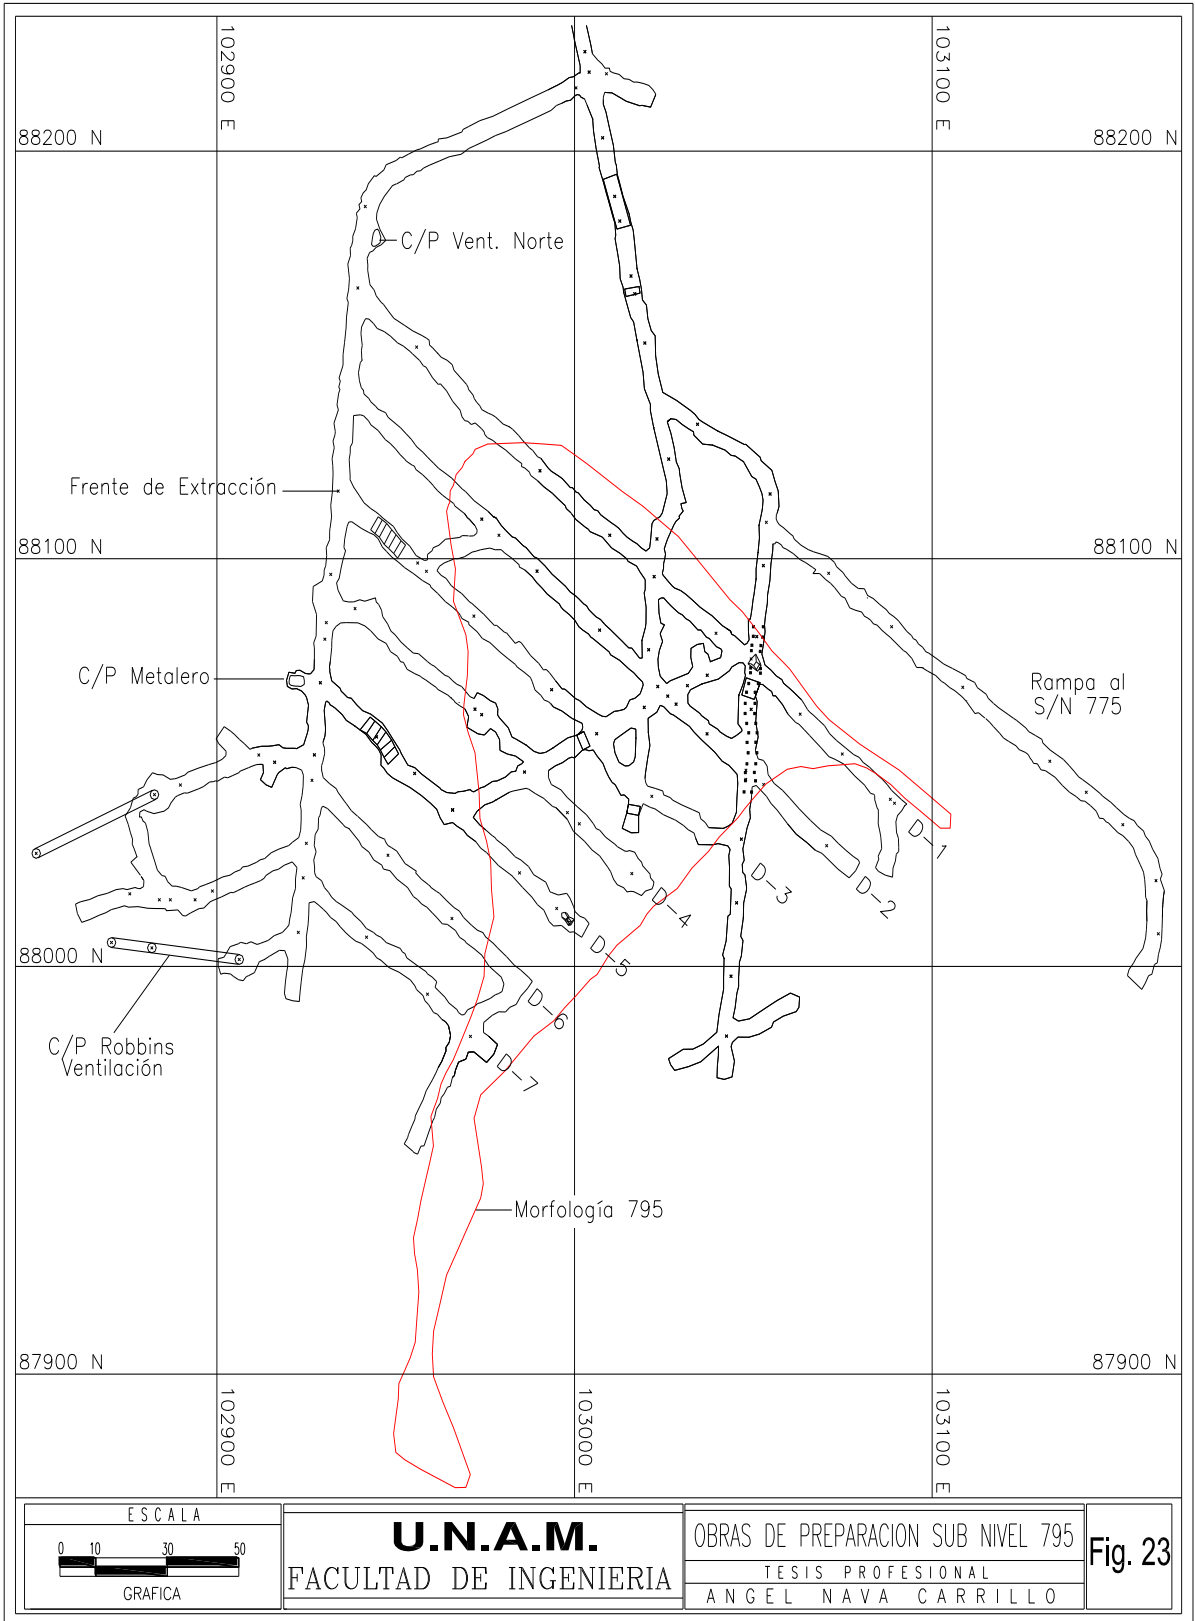 102900 E
103100 E
88200 N
88200 N
C/P Vent. Norte
Frente de Extracción
88100 N
88100 N
C/P Metalero
Rampa al
S/N 775
D-1
D-2
D-3
D-4
D-5
88000 N
88000 N
D-6
C/P Robbins
Ventilación
D-7
Morfología 795
87900 N
87900 N
102900 E
103000 E
103100 E
ESCALA
0 10 30 50
GRAFICA
U.N.A.M.
FACULTAD DE INGENIERIA
OBRAS DE PREPARACION SUB NIVEL 795
TESIS PROFESIONAL
ANGEL NAVA CARRILLO
Fig. 23